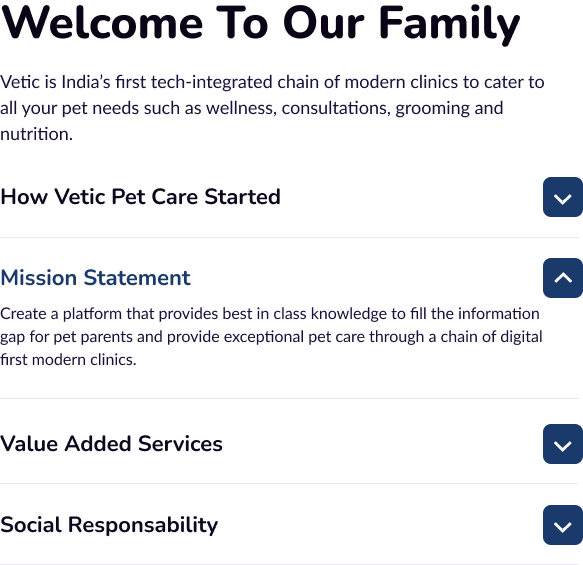 Welcome To Our Family
Vetic is India’s first tech-integrated chain of modern clinics to cater to
all your pet needs such as wellness, consultations, grooming and
nutrition.
How Vetic Pet Care Started
Mission Statement
Create a platform that provides best in class knowledge to fill the information
gap for pet parents and provide exceptional pet care through a chain of digital
first modern clinics.
Value Added Services
Social Responsability